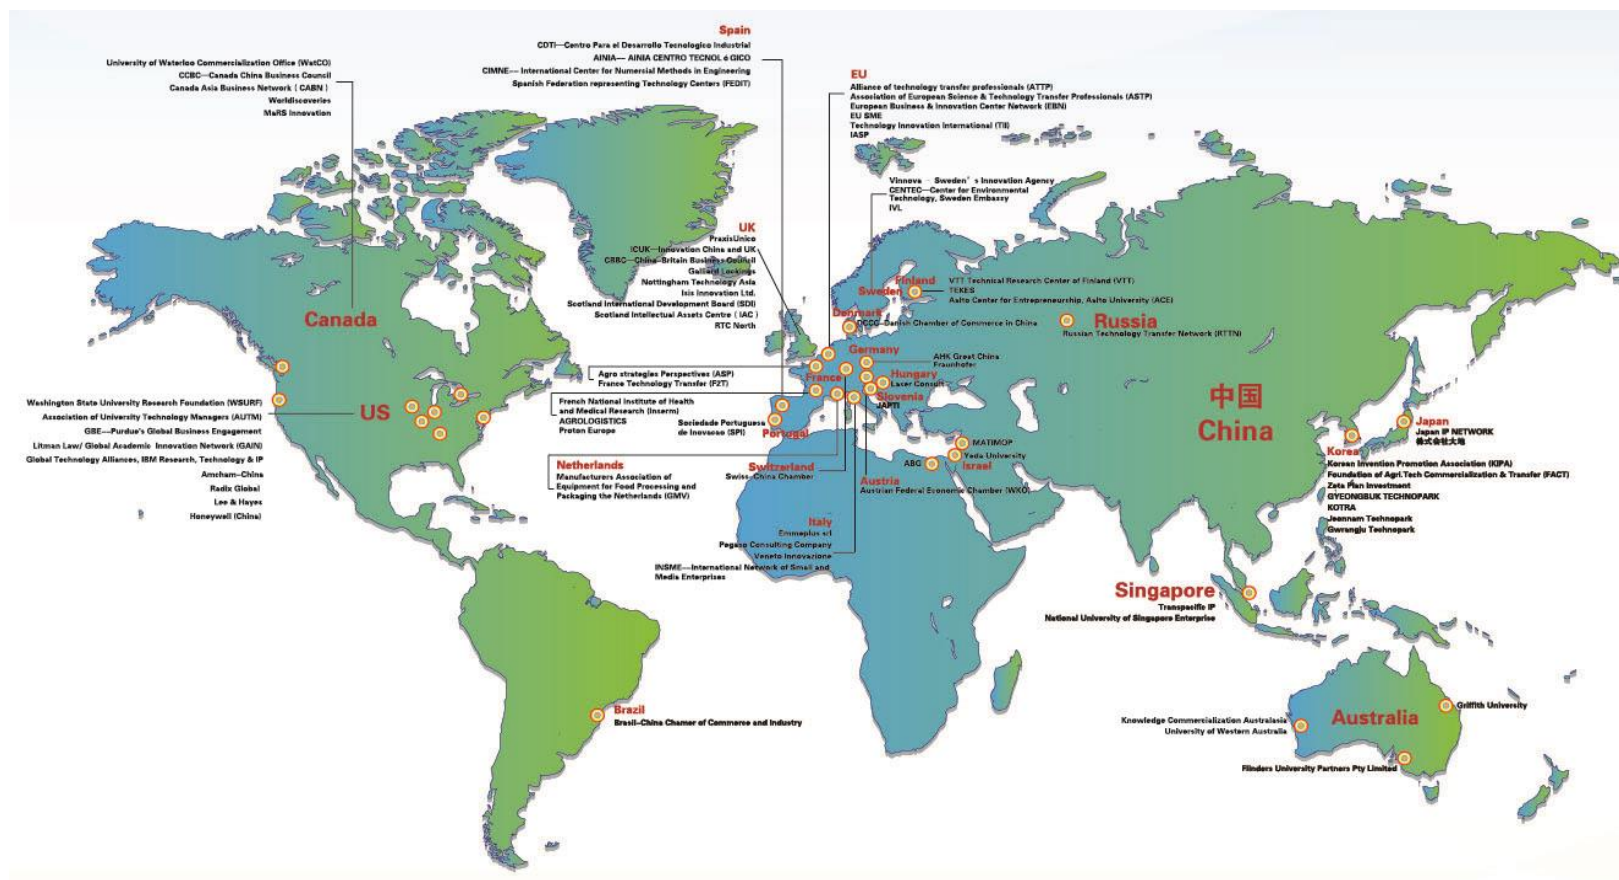 Spain
CDTI—Centro Para el Desarrollo Tecnologico Industrial
AINIA— AINIA CENTRO TECNOL ó GICO
CIMNE— International Center for Numersial Methods in Engineering
Spanish Federation representing Technology Centers (FEDIT)
University of Waterloo Commercialization Office (WatCO)
CCBC—Canada China Business Council
Canada Asia Business Network ( CABN )
Worldiscoveries
MaRS Innovation
Canada
EU
Alliance of technology transfer professionals (ATTP)
Association of European Science & Technology Transfer Professionals (ASTP)
European Business & Innovation Center Network (EBN)
EU SME
Technology Innovation International (TII)
IASP
Vinnova – Sweden's Innovation Agency
CENTEC—Center for Environmental
Technology, Sweden Embassy
IVL
UK
PraxisUnico
ICUK—Innovation China and UK
CBBC—China-Britain Business Council
Galliard Lookings
Nottingham Technology Asia
Isis Innovation Ltd.
Scotland International Development Board (SDI)
Scotland Intellectual Assets Centre ( IAC )
RTC North
Finland
Sweden
VTT Technical Research Center of Finland (VTT)
TEKES
Aalto Center for Entrepreneurship, Aalto University (ACE)
Denmark
DCCC-Danish Chamber of Commerce in China
Russia
Russian Technology Transfer Network (RTTN)
Germany
AHK Great China
Fraunhofer
Agro strategies Perspectives (ASP)
France Technology Transfer (F2T)
France
Hungary
Laser Consult
Slovenia
JAPTI
French National Institute of Health
and Medical Research (Inserm)
AGROLOGISTICS
Proton Europe
Sociedade Portuguesa
de Inovacao (SPI)
Portugal
US
Washington State University Research Foundation (WSURF)
Association of University Technology Managers (AUTM)
GBE—Purdue's Global Business Engagement
Litman Law/ Global Academic Innovation Network (GAIN)
Global Technology Alliances, IBM Research, Technology & IP
Amcham-China
Radix Global
Lee & Hayes
Honeywell (China)
Netherlands
Manufacturers Association of
Equipment for Food Processing and
Packaging the Netherlands (GMV)
Switzerland
Swiss-China Chamber
MATIMOP
Yeda University
Israel
ABG
Austria
Austrian Federal Economic Chamber (WKO)
Italy
Emmeplus srl
Pegaso Consulting Company
Veneto Innovazione
INSME—International Network of Small and
Media Enterprises
中国
China
Japan
Japan IP NETWORK
株式会社大地
Korea
Korean Invention Promotion Association (KIPA)
Foundation of Agri.Tech Commercialization & Transfer (FACT)
Zeta Plan Investment
GYEONGBUK TECHNOPARK
KOTRA
Jeonnam Technopark
Gwrangju Technopark
Singapore
Transpacific IP
National University of Singapore Enterprise
Brazil
Brasil-China Chamer of Commerce and Industry
Australia
Griffith University
Knowledge Commercialization Australasia
University of Western Australia
Flinders University Partners Pty Limited